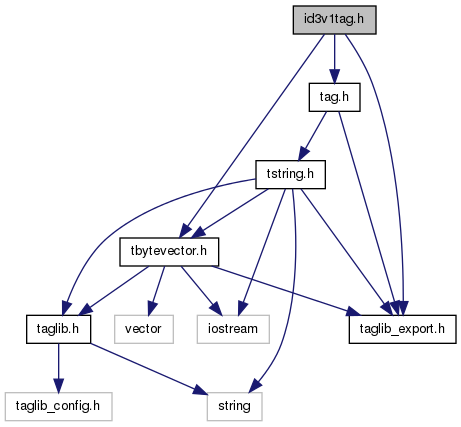 id3v1tag.h
tag.h
tstring.h
tbytevector.h
taglib.h
vector
iostream
taglib_export.h
taglib_config.h
string